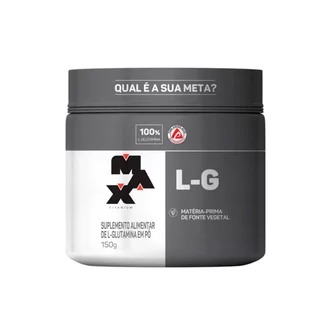 QUAL É A SUA META?
100%
L-GLUTAMINA
MAX
TITANIUM
L-G
MATÉRIA-PRIMA
DE FONTE VEGETAL
SUPLEMENTO ALIMENTAR
DE L-GLUTAMINA EM PÓ
150g